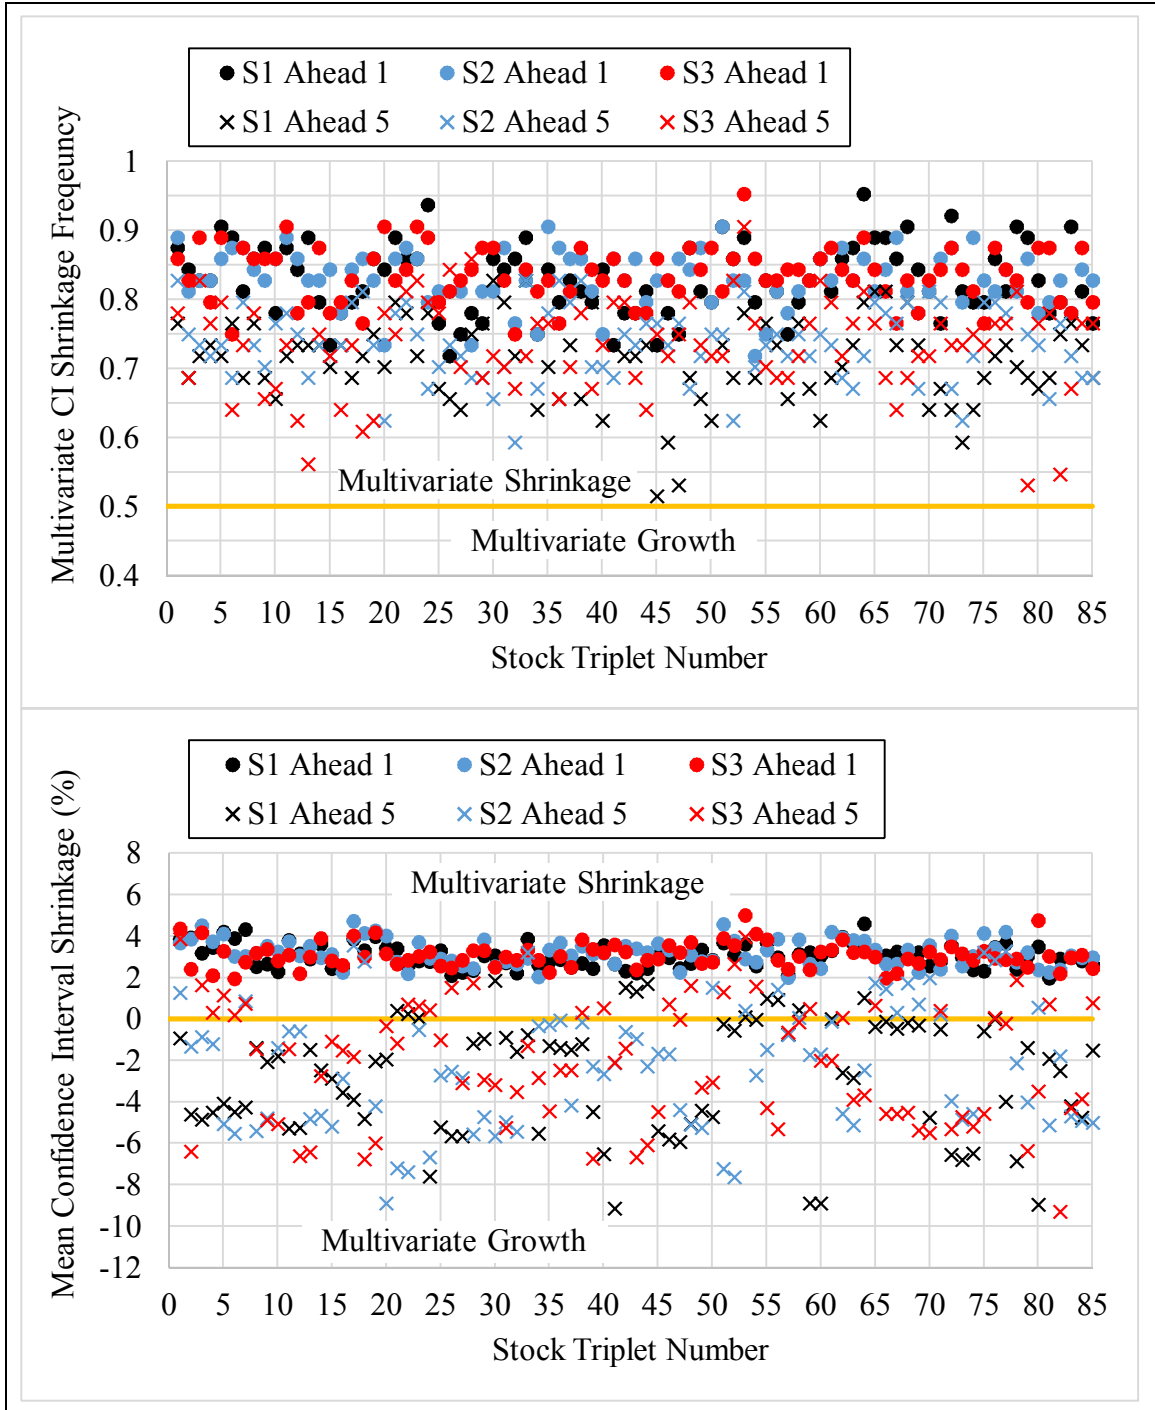 S1 Ahead 1 S2 Ahead 1 S3 Ahead 1
S1 Ahead 5 S2 Ahead 5 S3 Ahead 5
Multivariate CI Shrinkage Freqeuncy
1
0.9
0.8
0.7
0.6
0.5
0.4
Multivariate Shrinkage
Multivariate Growth
0 5 10 15 20 25 30 35 40 45 50 55 60 65 70 75 80 85
Stock Triplet Number
S1 Ahead 1 S2 Ahead 1 S3 Ahead 1
S1 Ahead 5 S2 Ahead 5 S3 Ahead 5
Mean Confidence Interval Shrinkage (%)
8
6
4
2
0
-2
-4
-6
-8
-10
-12
Multivariate Shrinkage
Multivariate Growth
0 5 10 15 20 25 30 35 40 45 50 55 60 65 70 75 80 85
Stock Triplet Number